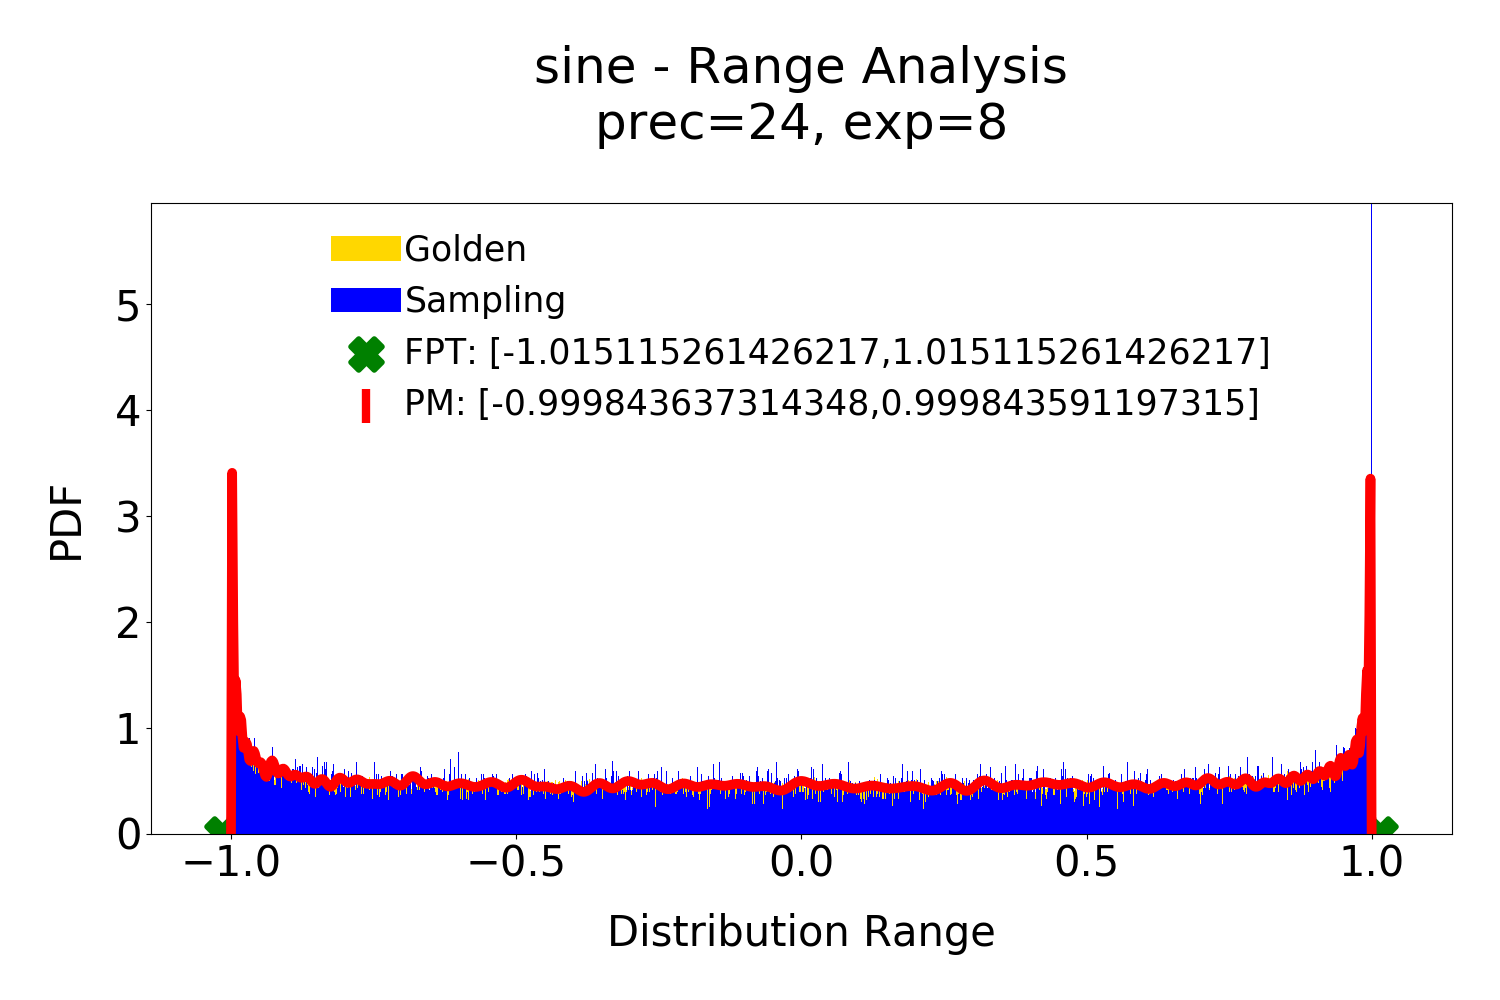 sine - Range Analysis
prec=24, exp=8
Golden
Sampling
FPT: [-1.015115261426217,1.015115261426217]
PM: [-0.999843637314348,0.999843591197315]
5
4
3
2
1
0
PDF
−1.0 −0.5 0.0 0.5 1.0
Distribution Range